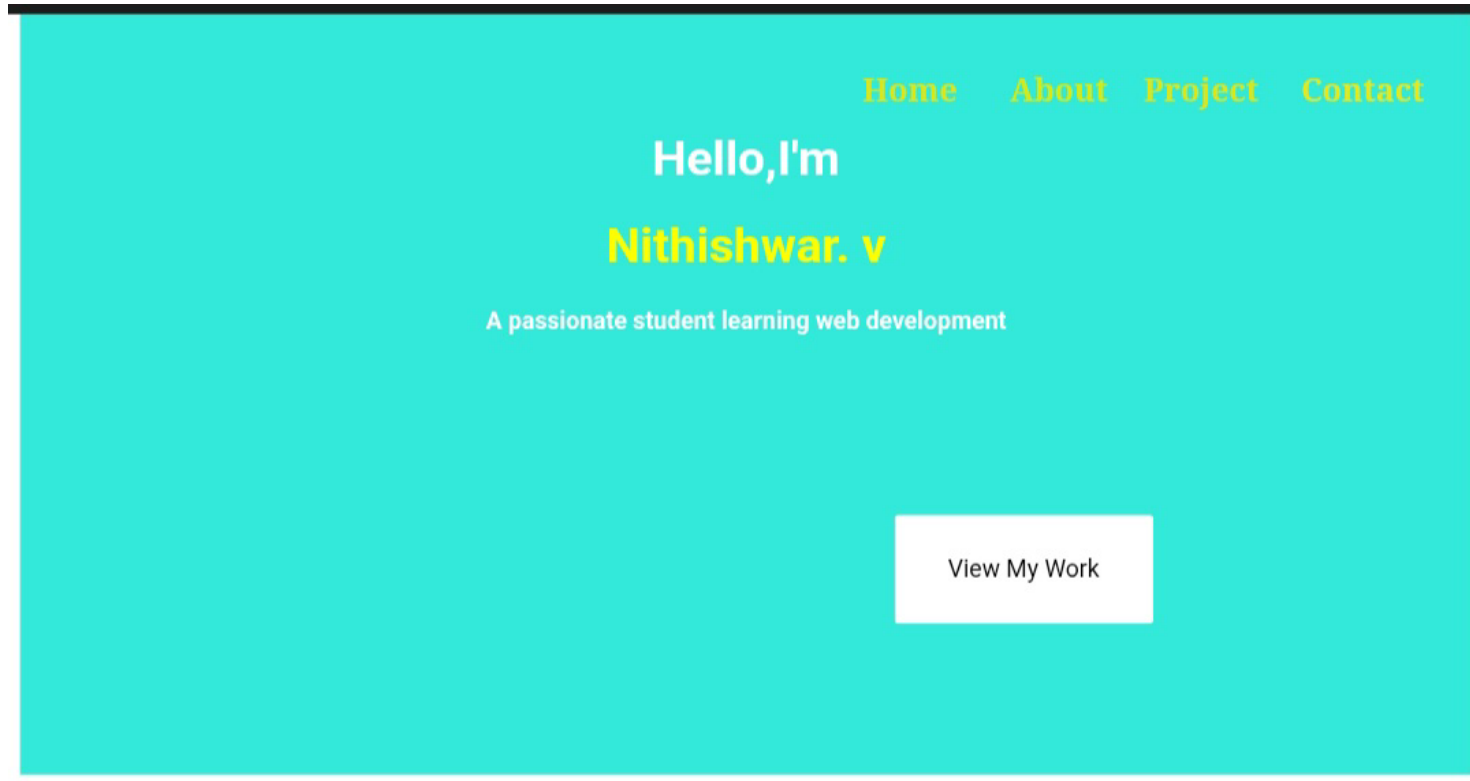 Home About Project Contact
Hello,I'm
Nithishwar. v
A passionate student learning web development
View My Work